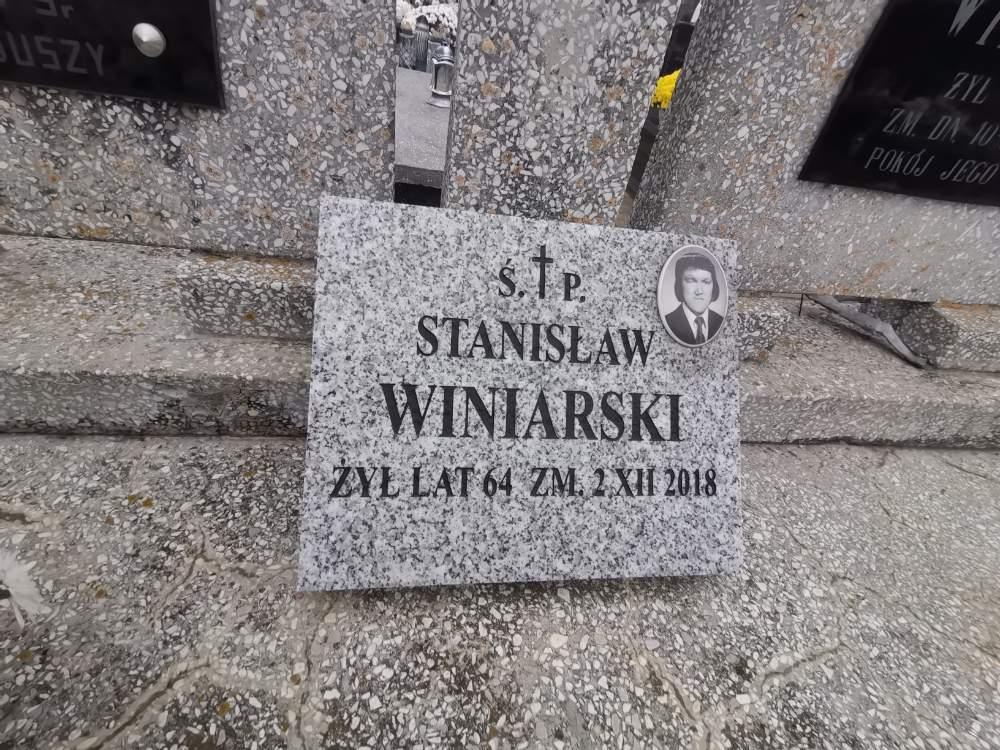 DUSZY
Ś. P.
STANISŁAW
WINIARSKI
ŻYŁ LAT 64 ZM. 2 XII 2018
ŻYŁ
ZM. DN. 10
POKÓJ JEGO